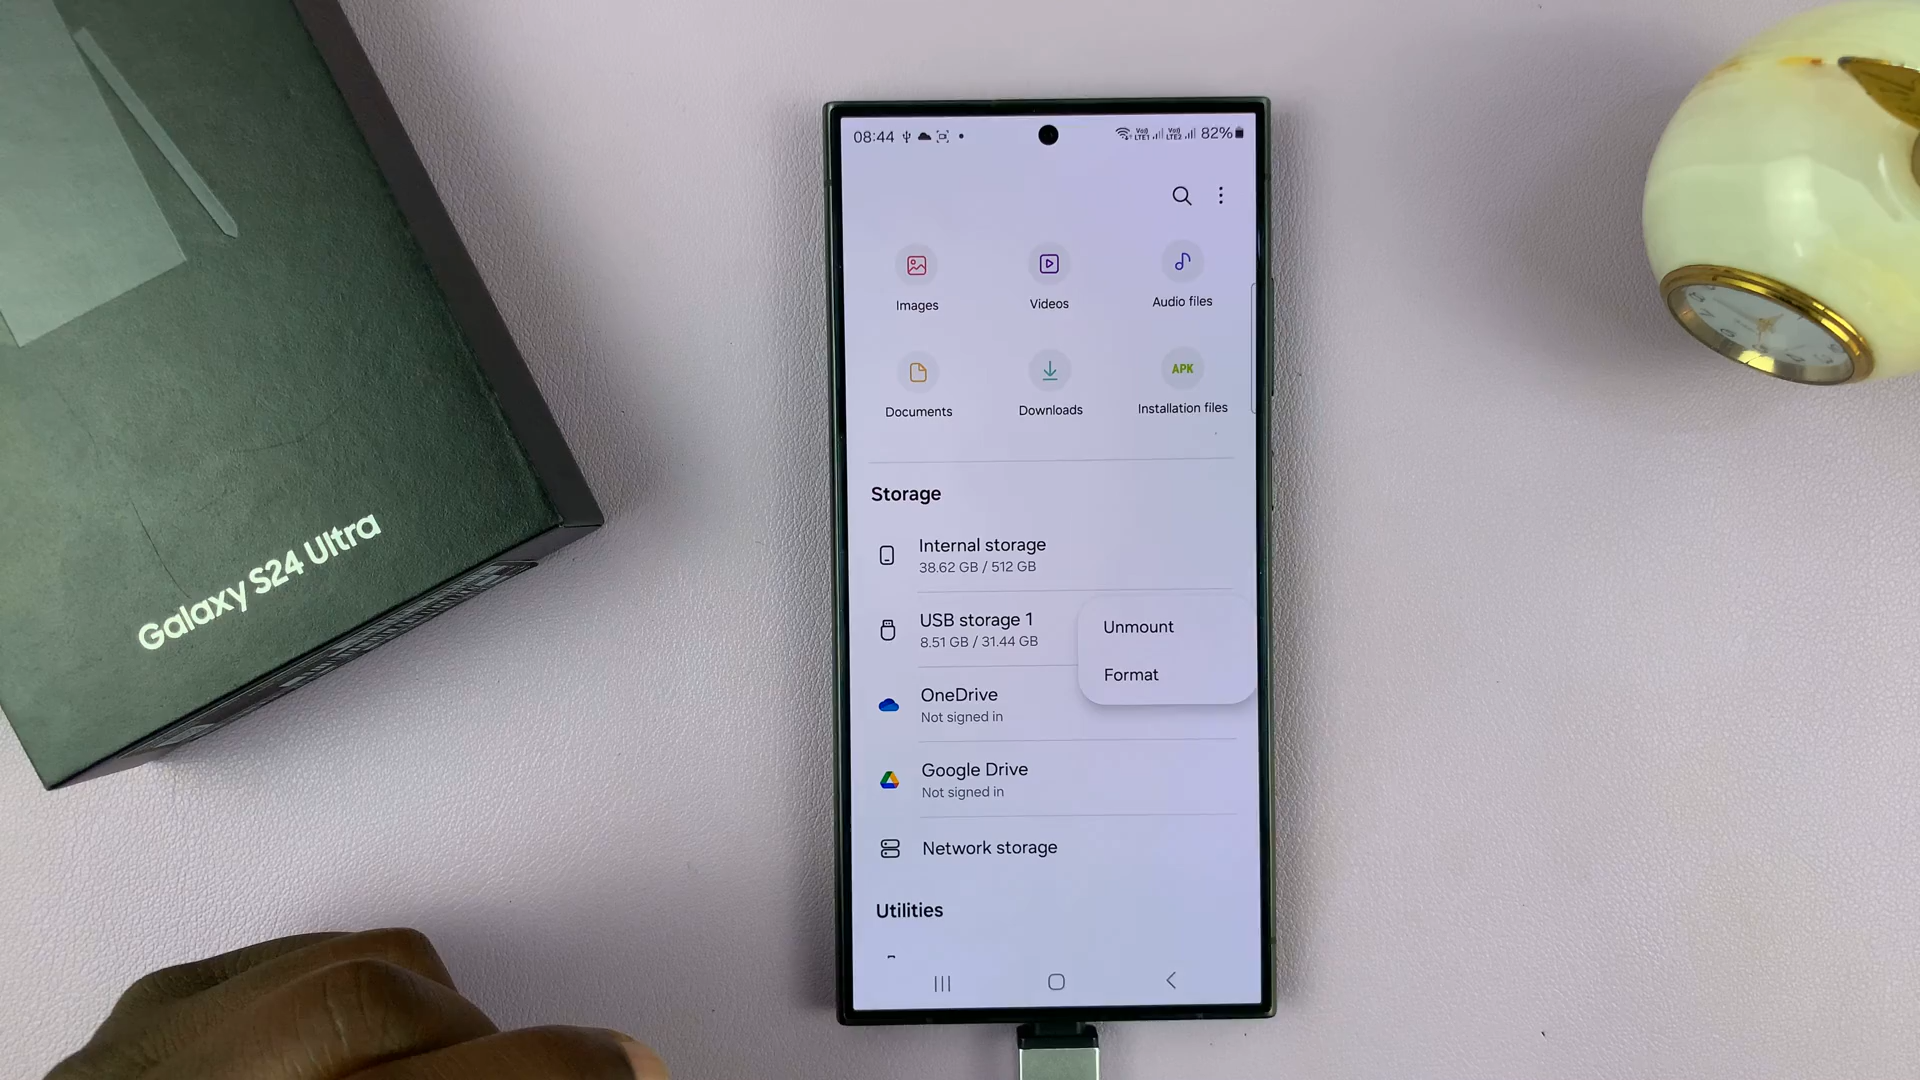 Galaxy S24 Ultra
08:44
82%
Images
Videos
Audio files
Documents
Downloads
APK
Installation files
Storage
Internal storage
38.62 GB / 512 GB
USB storage 1
8.51 GB / 31.44 GB
Unmount
Format
OneDrive
Not signed in
Google Drive
Not signed in
Network storage
Utilities